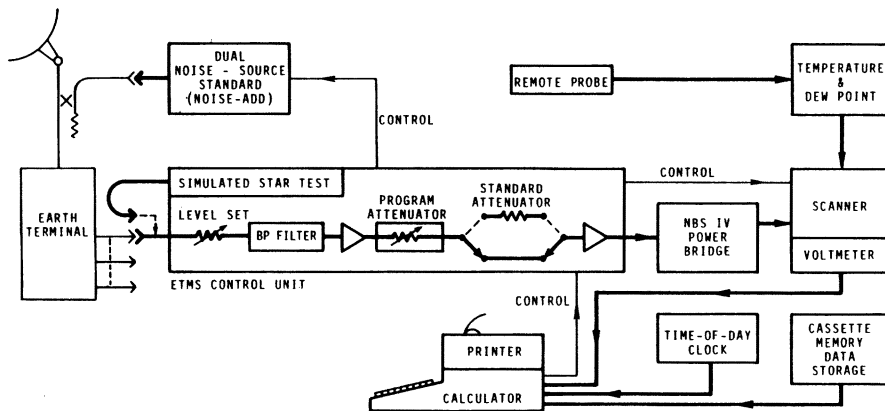 DUAL
NOISE - SOURCE
STANDARD
(NOISE-ADD)
REMOTE PROBE
TEMPERATURE
&
DEW POINT
CONTROL
EARTH
TERMINAL
SIMULATED STAR TEST
LEVEL SET
BP FILTER
PROGRAM
ATTENUATOR
STANDARD
ATTENUATOR
CONTROL
NBS IV
POWER
BRIDGE
SCANNER
VOLTMETER
ETMS CONTROL UNIT
CONTROL
PRINTER
CALCULATOR
TIME-OF-DAY
CLOCK
CASSETTE
MEMORY
DATA
STORAGE